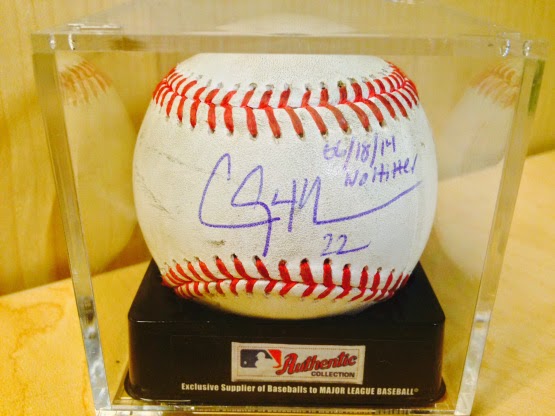 06/18/14
No Hitter
22
Authentic
COLLECTION
Exclusive Supplier of Baseballs to MAJOR LEAGUE BASEBALL®